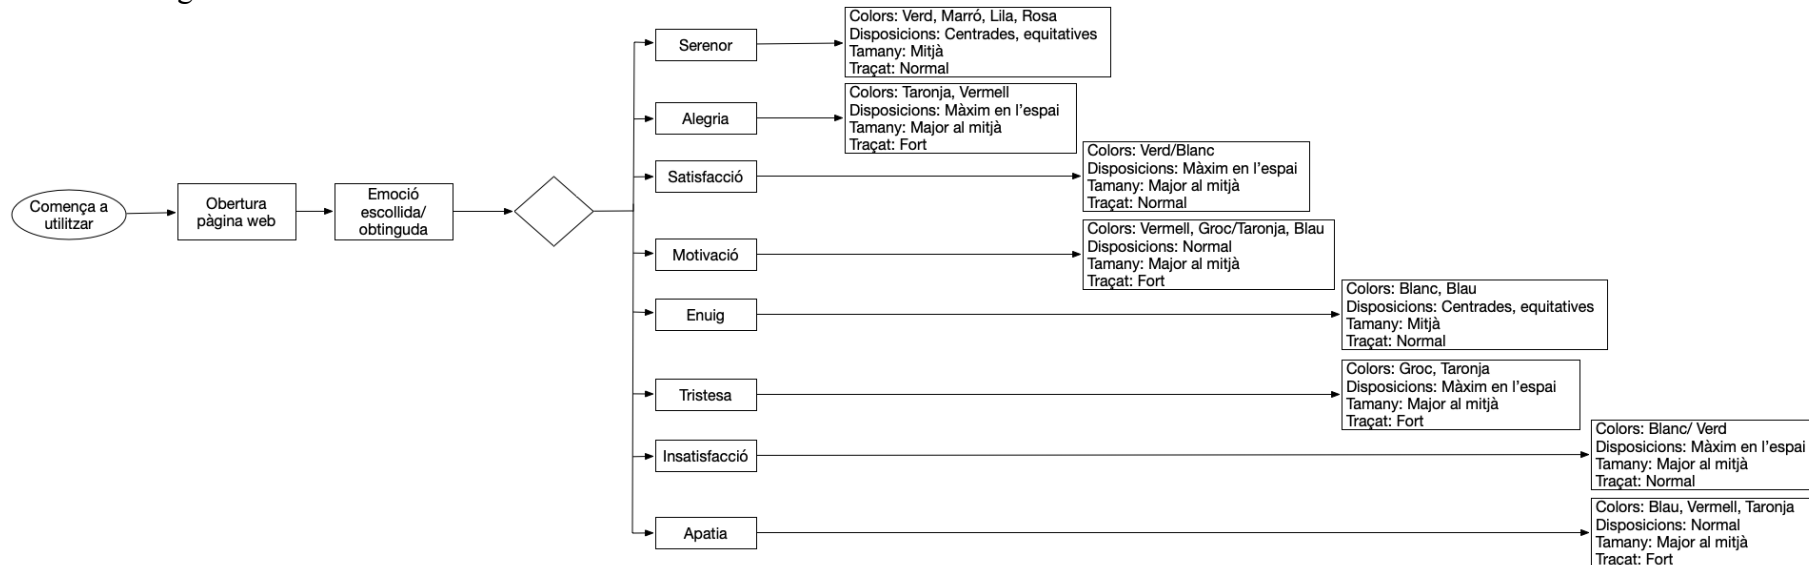 Comença a
utilitzar
Obertura
pàgina web
Emoció
escollida/
obtinguda
Serenor
Colors: Verd, Marró, Lila, Rosa
Disposicions: Centrades, equitatives
Tamany: Mitjà
Traçat: Normal
Alegria
Colors: Taronja, Vermell
Disposicions: Màxim en l'espai
Tamany: Major al mitjà
Traçat: Fort
Satisfacció
Colors: Verd/Blanc
Disposicions: Màxim en l'espai
Tamany: Major al mitjà
Traçat: Normal
Motivació
Colors: Vermell, Groc/Taronja, Blau
Disposicions: Normal
Tamany: Major al mitjà
Traçat: Fort
Enuig
Colors: Blanc, Blau
Disposicions: Centrades, equitatives
Tamany: Mitjà
Traçat: Normal
Tristesa
Colors: Groc, Taronja
Disposicions: Màxim en l'espai
Tamany: Major al mitjà
Traçat: Fort
Insatisfacció
Colors: Blanc/ Verd
Disposicions: Màxim en l'espai
Tamany: Major al mitjà
Traçat: Normal
Apatia
Colors: Blau, Vermell, Taronja
Disposicions: Normal
Tamany: Major al mitjà
Traçat: Fort